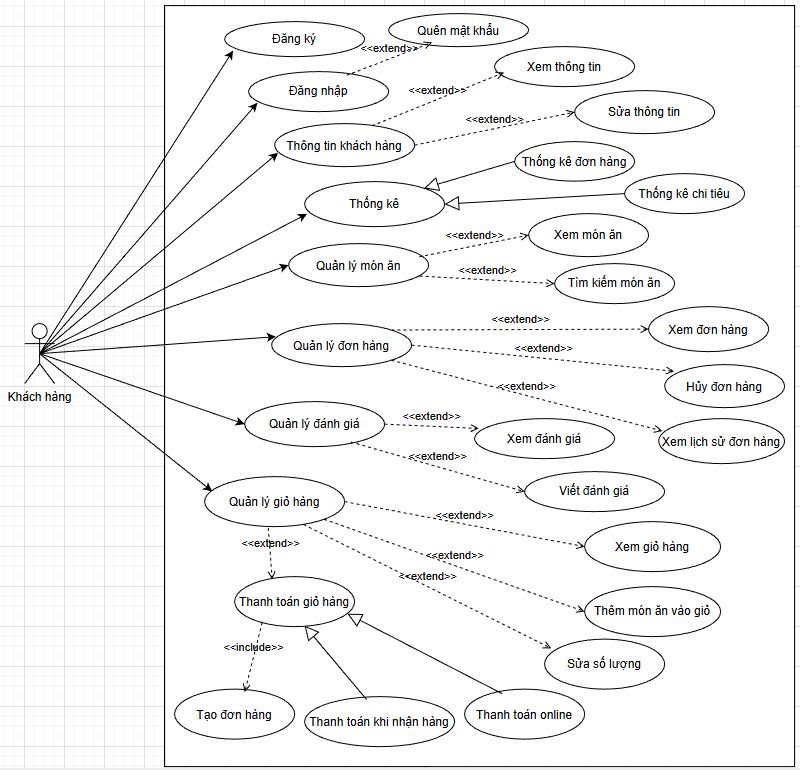 Đăng ký
Quên mật khẩu
<<extend>>
Đăng nhập
Xem thông tin
<<extend>>
Sửa thông tin
<<extend>>
Thông tin khách hàng
Thống kê đơn hàng
Thống kê chi tiêu
Thống kê
Xem món ăn
<<extend>>
Quản lý món ăn
<<extend>>
Tìm kiếm món ăn
<<extend>>
Xem đơn hàng
Quản lý đơn hàng
<<extend>>
Hủy đơn hàng
<<extend>>
Khách hàng
<<extend>>
Quản lý đánh giá
Xem đánh giá
Xem lịch sử đơn hàng
<<extend>>
Viết đánh giá
Quản lý giỏ hàng
<<extend>>
<<extend>>
Xem giỏ hàng
<<extend>>
<<extend>>
Thanh toán giỏ hàng
Thêm món ăn vào giỏ
<<include>>
Sửa số lượng
Tạo đơn hàng
Thanh toán khi nhận hàng
Thanh toán online